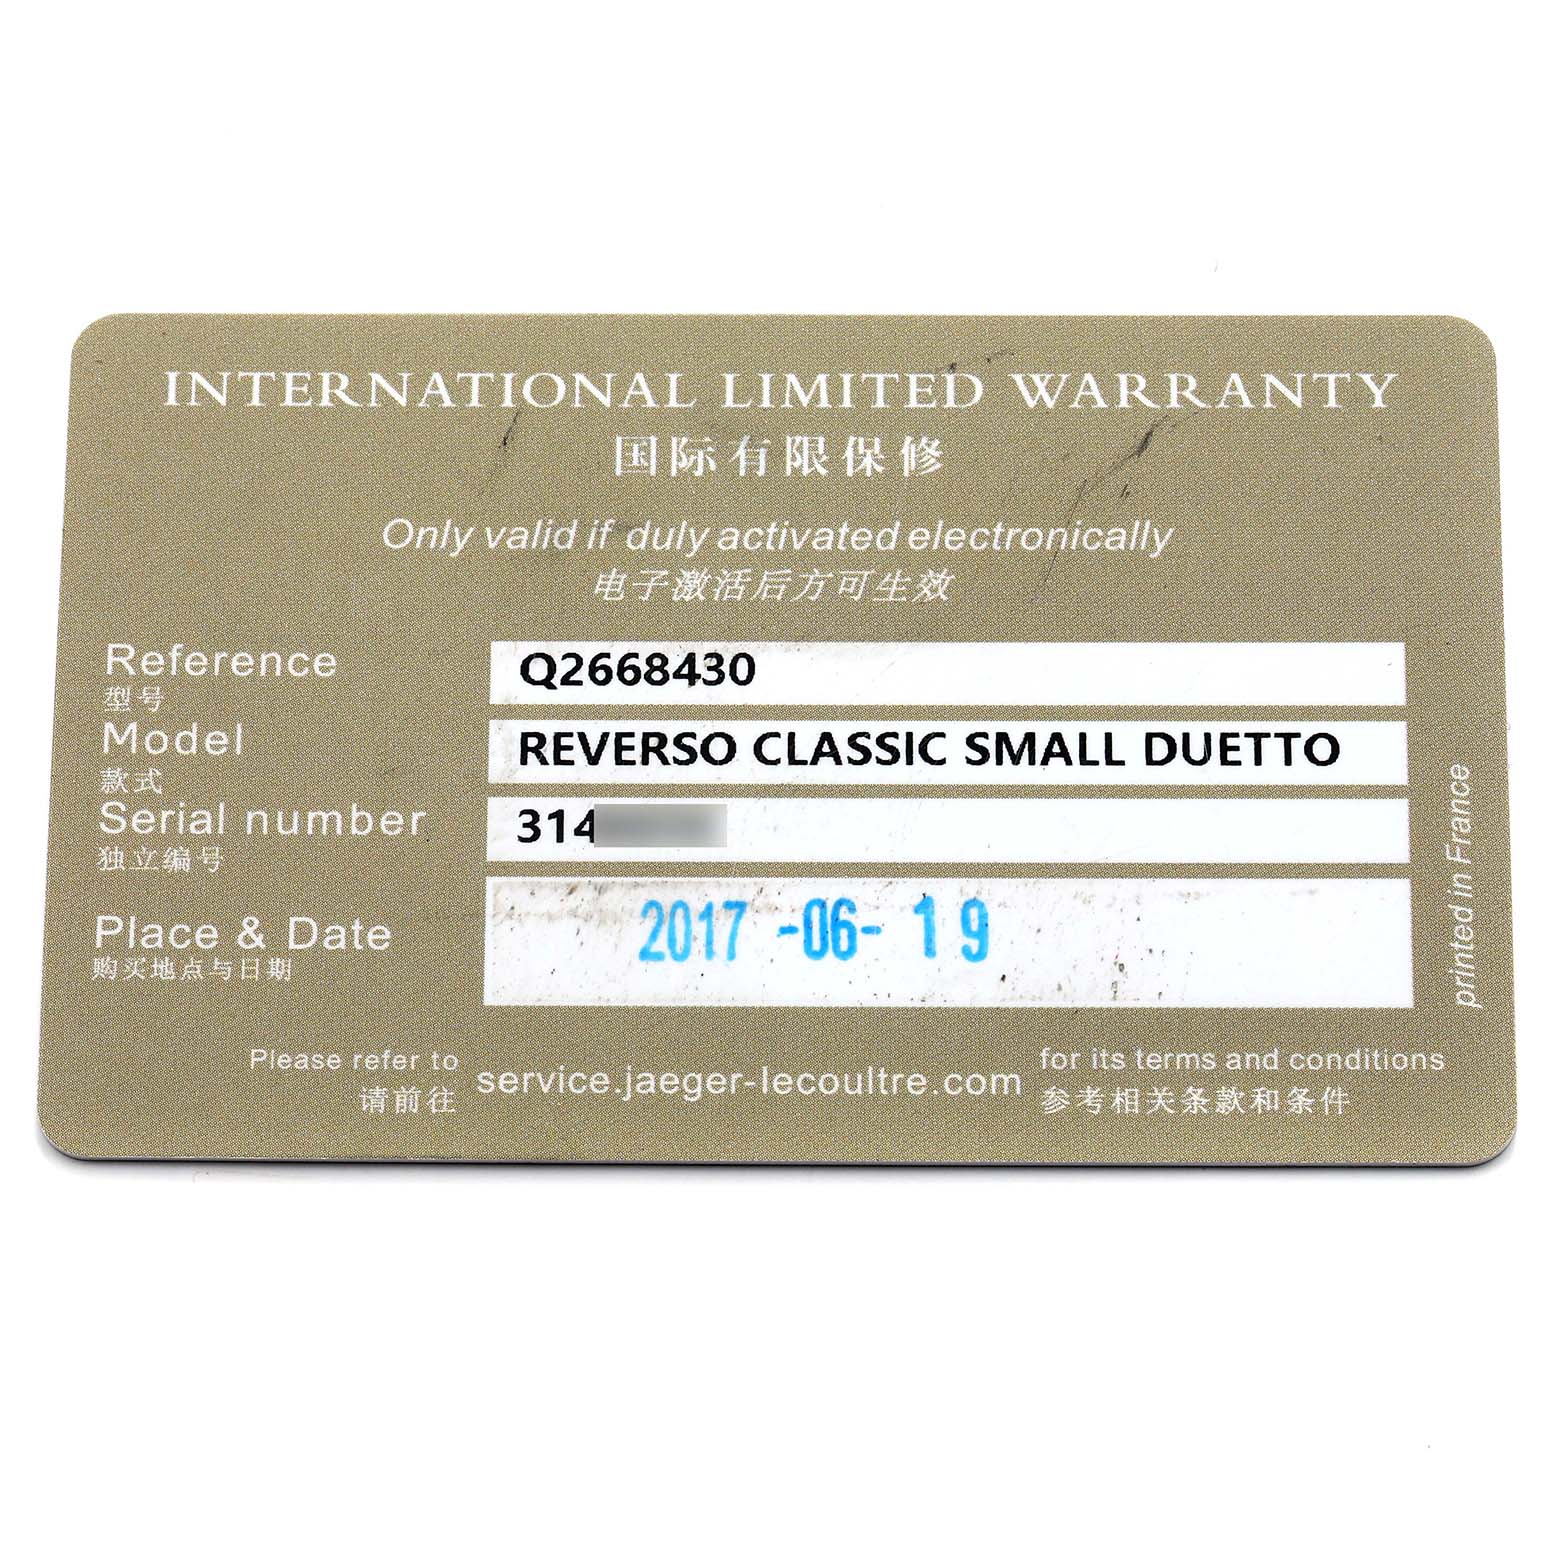 INTERNATIONAL LIMITED WARRANTY
国际有限保修
Only valid if duly activated electronically
电子激活后方可生效
Reference Q2668430
型号
Model REVERSO CLASSIC SMALL DUETTO
款式
Serial number 314
独立编号
Place & Date 2017 -06- 19
购买地点与日期
printed in France
Please refer to service.jaeger-lecoultre.com for its terms and conditions
请前往 参考相关条款和条件